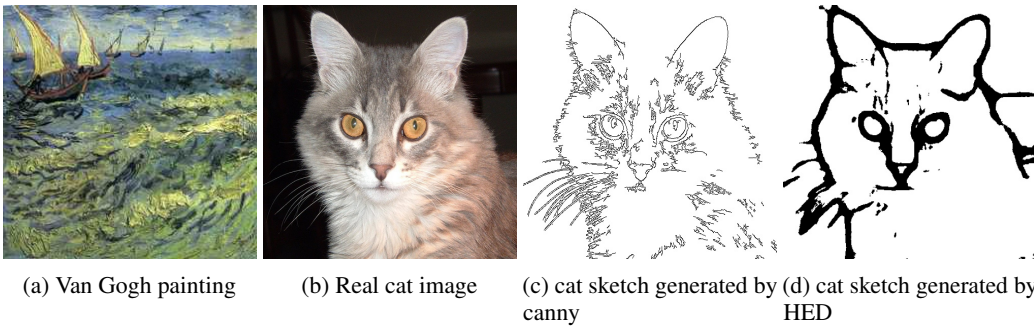 (a) Van Gogh painting
(b) Real cat image
(c) cat sketch generated by
canny
(d) cat sketch generated by
HED